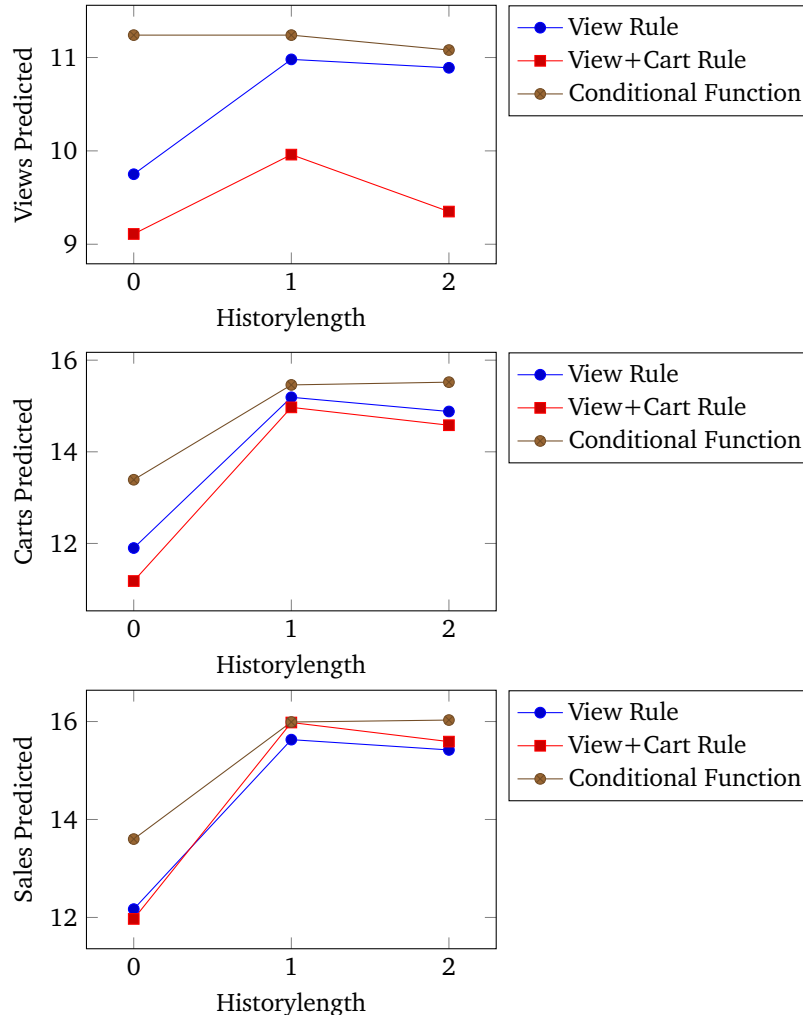 Views Predicted
11
10
9
0 1 2
Historylength
View Rule
View+Cart Rule
Conditional Function
Carts Predicted
16
14
12
0 1 2
Historylength
View Rule
View+Cart Rule
Conditional Function
Sales Predicted
16
14
12
0 1 2
Historylength
View Rule
View+Cart Rule
Conditional Function